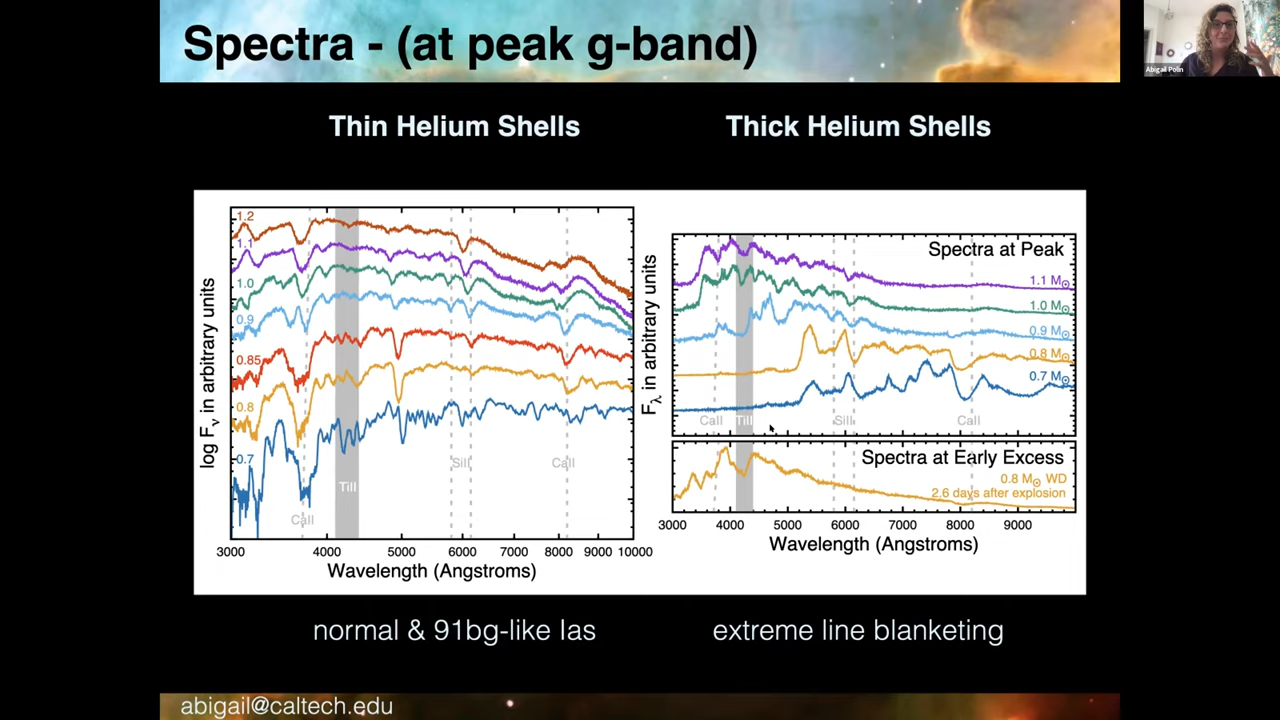 Spectra - (at peak g-band)
Abigail Polin
Thin Helium Shells
Thick Helium Shells
1.2
1.1
1.0
0.9
0.85
0.8
0.7
log Fν in arbitrary units
CaII
TiII
SiII
CaII
3000 4000 5000 6000 7000 8000 9000 10000
Wavelength (Angstroms)
Spectra at Peak
1.1 M⊙
1.0 M⊙
0.9 M⊙
0.8 M⊙
0.7 M⊙
Fλ in arbitrary units
CaII TiII SiII CaII
Spectra at Early Excess
0.8 M⊙ WD
2.6 days after explosion
3000 4000 5000 6000 7000 8000 9000
Wavelength (Angstroms)
normal & 91bg-like Ias
extreme line blanketing
abigail@caltech.edu